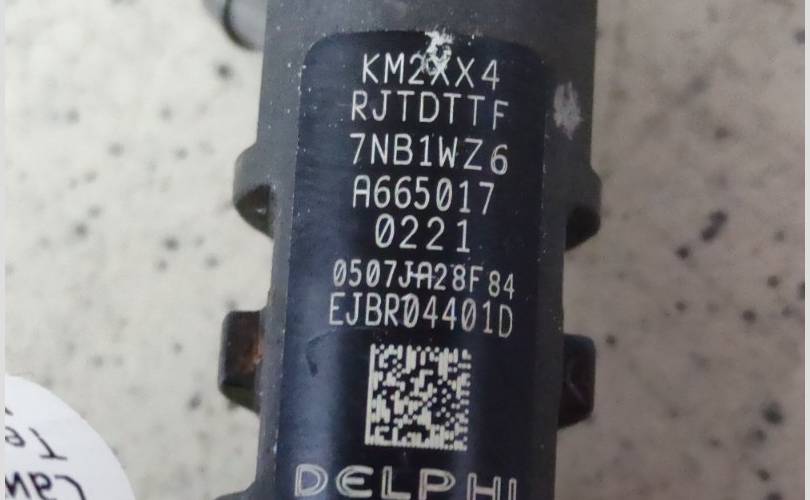 KM2XX4
RJTDTTF
7NB1WZ6
A665017
0221
0507JA28F84
EJBR04401D
DELPHI